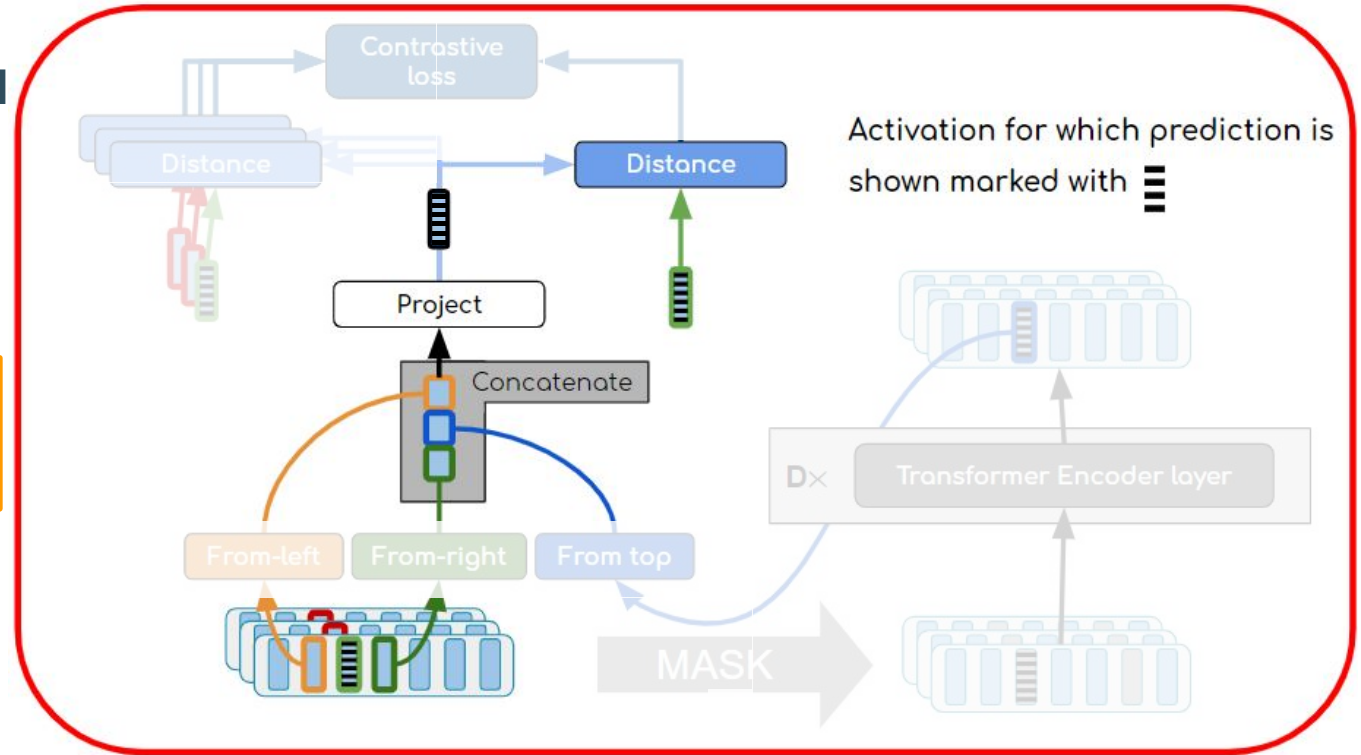 Contrastive
loss
Distance
Distance
Activation for which prediction is
shown marked with
Project
Concatenate
D× Transformer Encoder layer
From-left From-right From top
MASK